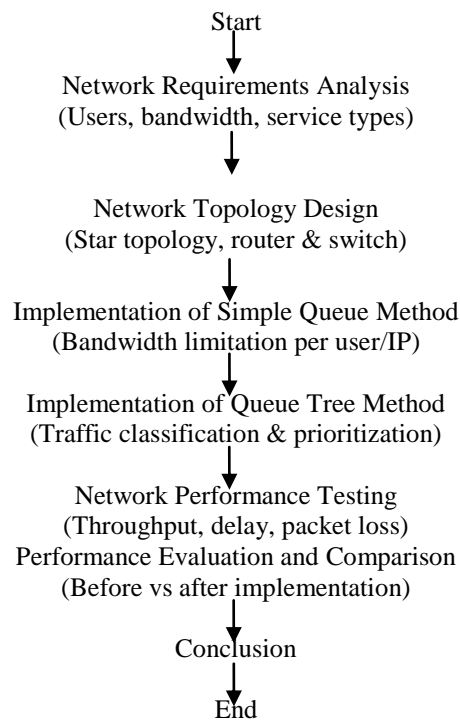 Start
Network Requirements Analysis
(Users, bandwidth, service types)
Network Topology Design
(Star topology, router & switch)
Implementation of Simple Queue Method
(Bandwidth limitation per user/IP)
Implementation of Queue Tree Method
(Traffic classification & prioritization)
Network Performance Testing
(Throughput, delay, packet loss)
Performance Evaluation and Comparison
(Before vs after implementation)
Conclusion
End